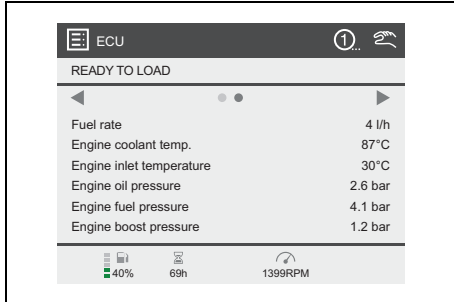 ECU 1..
READY TO LOAD
Fuel rate 4 l/h
Engine coolant temp. 87°C
Engine inlet temperature 30°C
Engine oil pressure 2.6 bar
Engine fuel pressure 4.1 bar
Engine boost pressure 1.2 bar
40% 69h 1399RPM